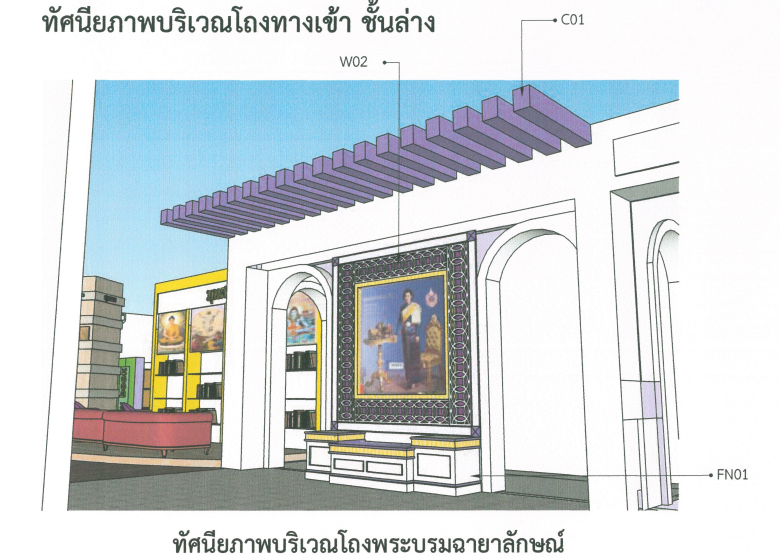 ทัศนียภาพบริเวณโถงทางเข้า ชั้นล่าง
C01
W02
FN01
ทัศนียภาพบริเวณโถงพระบรมฉายาลักษณ์